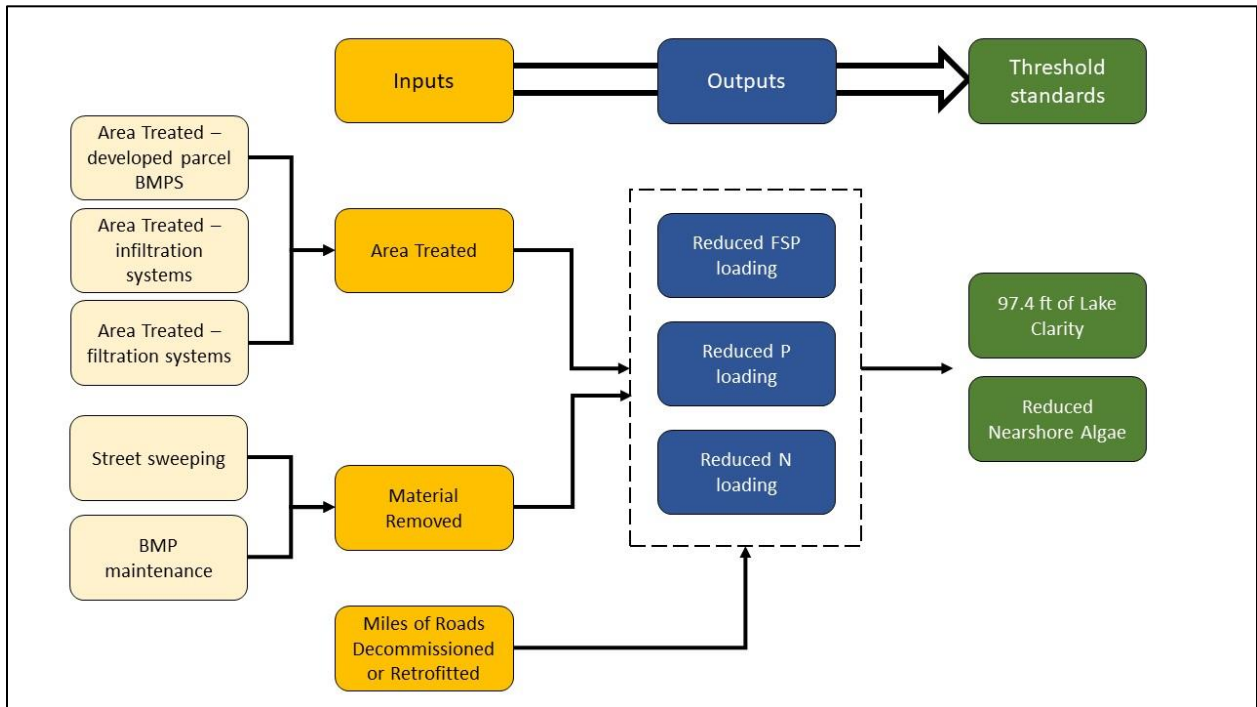 Inputs
Outputs
Threshold
standards
Area Treated –
developed parcel
BMPS
Area Treated –
infiltration
systems
Area Treated –
filtration systems
Street sweeping
BMP
maintenance
Area Treated
Material
Removed
Miles of Roads
Decommissioned
or Retrofitted
Reduced FSP
loading
Reduced P
loading
Reduced N
loading
97.4 ft of Lake
Clarity
Reduced
Nearshore Algae